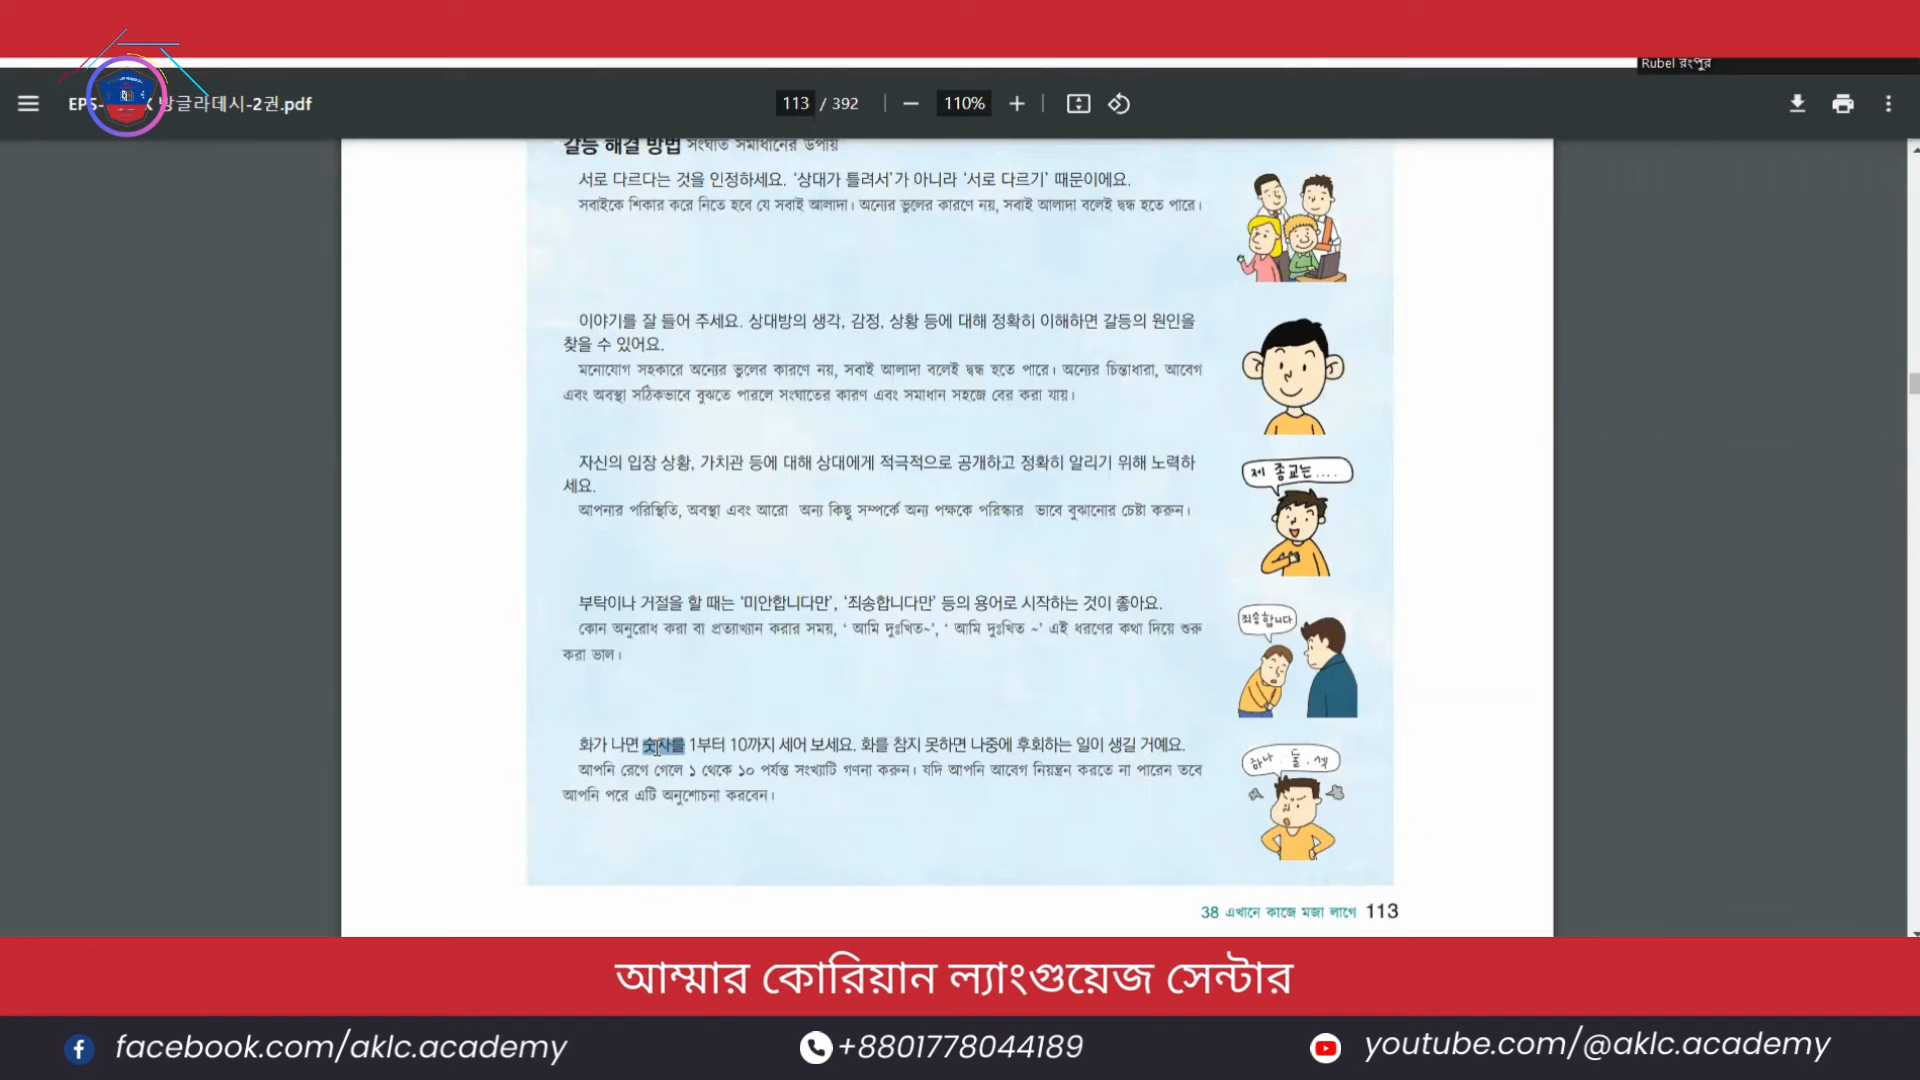 Rubel রংপুর
EPS- K 방글라데시-2권.pdf
113 / 392
110%
갈등 해결 방법 সংঘাত সমাধানের উপায়
서로 다르다는 것을 인정하세요. ‘상대가 틀려서’가 아니라 ‘서로 다르기’ 때문이에요.
সবাইকে শিকার করে নিতে হবে যে সবাই আলাদা। অন্যের ভুলের কারণে নয়, সবাই আলাদা বলেই দ্বন্ধ হতে পারে।
이야기를 잘 들어 주세요. 상대방의 생각, 감정, 상황 등에 대해 정확히 이해하면 갈등의 원인을
찾을 수 있어요.
মনোযোগ সহকারে অন্যের ভুলের কারণে নয়, সবাই আলাদা বলেই দ্বন্ধ হতে পারে। অন্যের চিন্তাধারা, আবেগ
এবং অবস্থা সঠিকভাবে বুঝতে পারলে সংঘাতের কারণ এবং সমাধান সহজে বের করা যায়।
자신의 입장 상황, 가치관 등에 대해 상대에게 적극적으로 공개하고 정확히 알리기 위해 노력하
세요.
আপনার পরিস্থিতি, অবস্থা এবং আরো অন্য কিছু সম্পর্কে অন্য পক্ষকে পরিস্কার ভাবে বুঝানোর চেষ্টা করুন।
제 종교는....
부탁이나 거절을 할 때는 ‘미안합니다만’, ‘죄송합니다만’ 등의 용어로 시작하는 것이 좋아요.
কোন অনুরোধ করা বা প্রত্যাখ্যান করার সময়, ‘ আমি দুঃখিত~’, ‘ আমি দুঃখিত ~’ এই ধরণের কথা দিয়ে শুরু
করা ভাল।
죄송합니다
화가 나면 숫자를 1부터 10까지 세어 보세요. 화를 참지 못하면 나중에 후회하는 일이 생길 거예요.
আপনি রেগে গেলে ১ থেকে ১০ পর্যন্ত সংখ্যাটি গণনা করুন। যদি আপনি আবেগ নিয়ন্ত্রন করতে না পারেন তবে
আপনি পরে এটি অনুশোচনা করবেন।
하나. 둘. 셋
38 এখানে কাজে মজা লাগে 113
আম্মার কোরিয়ান ল্যাংগুয়েজ সেন্টার
facebook.com/aklc.academy
+8801778044189
youtube.com/@aklc.academy